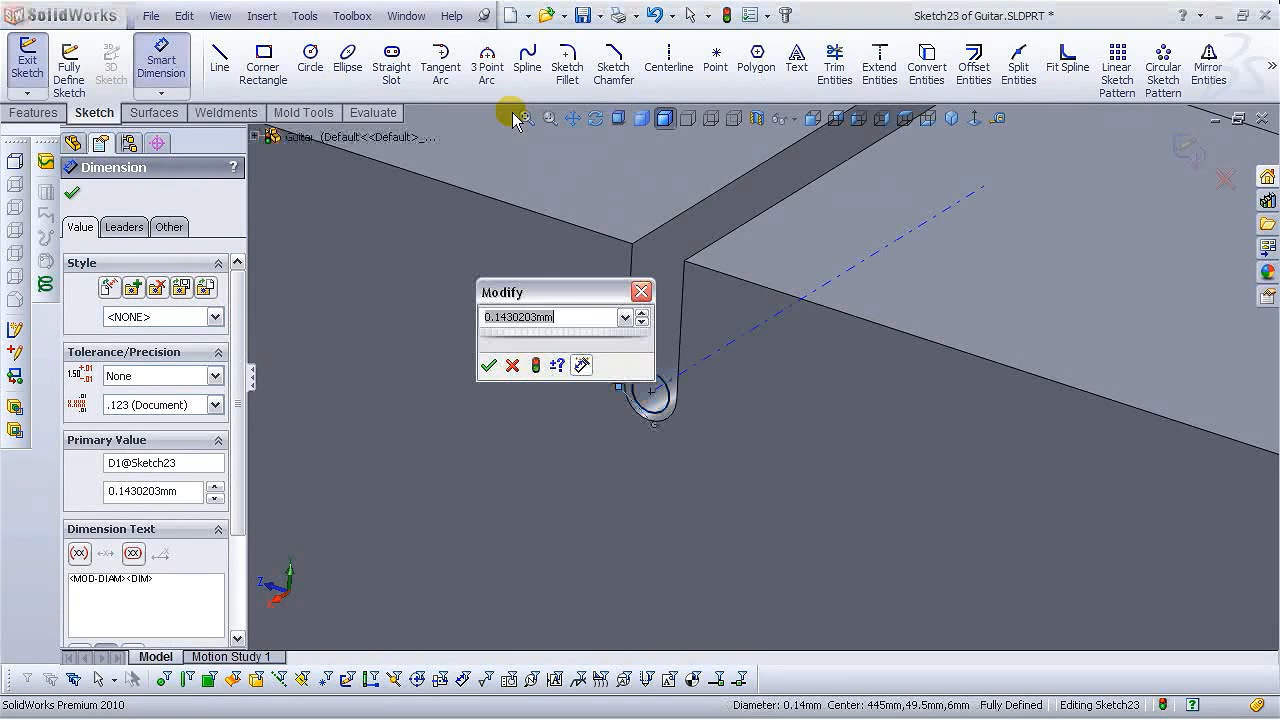 SolidWorks File Edit View Insert Tools Toolbox Window Help Sketch23 of Guitar.SLDPRT *
Exit Sketch
Fully Define Sketch
3D Sketch
Smart Dimension
Line
Corner Rectangle
Circle
Ellipse
Straight Slot
Tangent Arc
3 Point Arc
Spline
Sketch Fillet
Sketch Chamfer
Centerline
Point
Polygon
Text
Trim Entities
Extend Entities
Convert Entities
Offset Entities
Split Entities
Fit Spline
Linear Sketch Pattern
Circular Sketch Pattern
Mirror Entities
Features Sketch Surfaces Weldments Mold Tools Evaluate
Guitar (Default<<Default>_...
Dimension ?
Value Leaders Other
Style
<NONE>
Tolerance/Precision
None
.123 (Document)
Primary Value
D1@Sketch23
0.1430203mm
Dimension Text
<MOD-DIAM><DIM>
Modify
0.1430203mm
Z
Model Motion Study 1
SolidWorks Premium 2010 Diameter: 0.14mm Center: 445mm,49.5mm,6mm Fully Defined Editing Sketch23